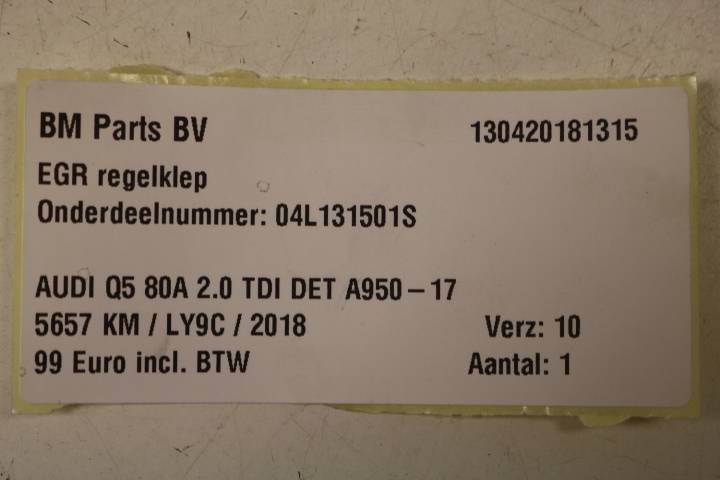 BM Parts BV 130420181315
EGR regelklep
Onderdeelnummer: 04L131501S
AUDI Q5 80A 2.0 TDI DET A950-17
5657 KM / LY9C / 2018 Verz: 10
99 Euro incl. BTW Aantal: 1